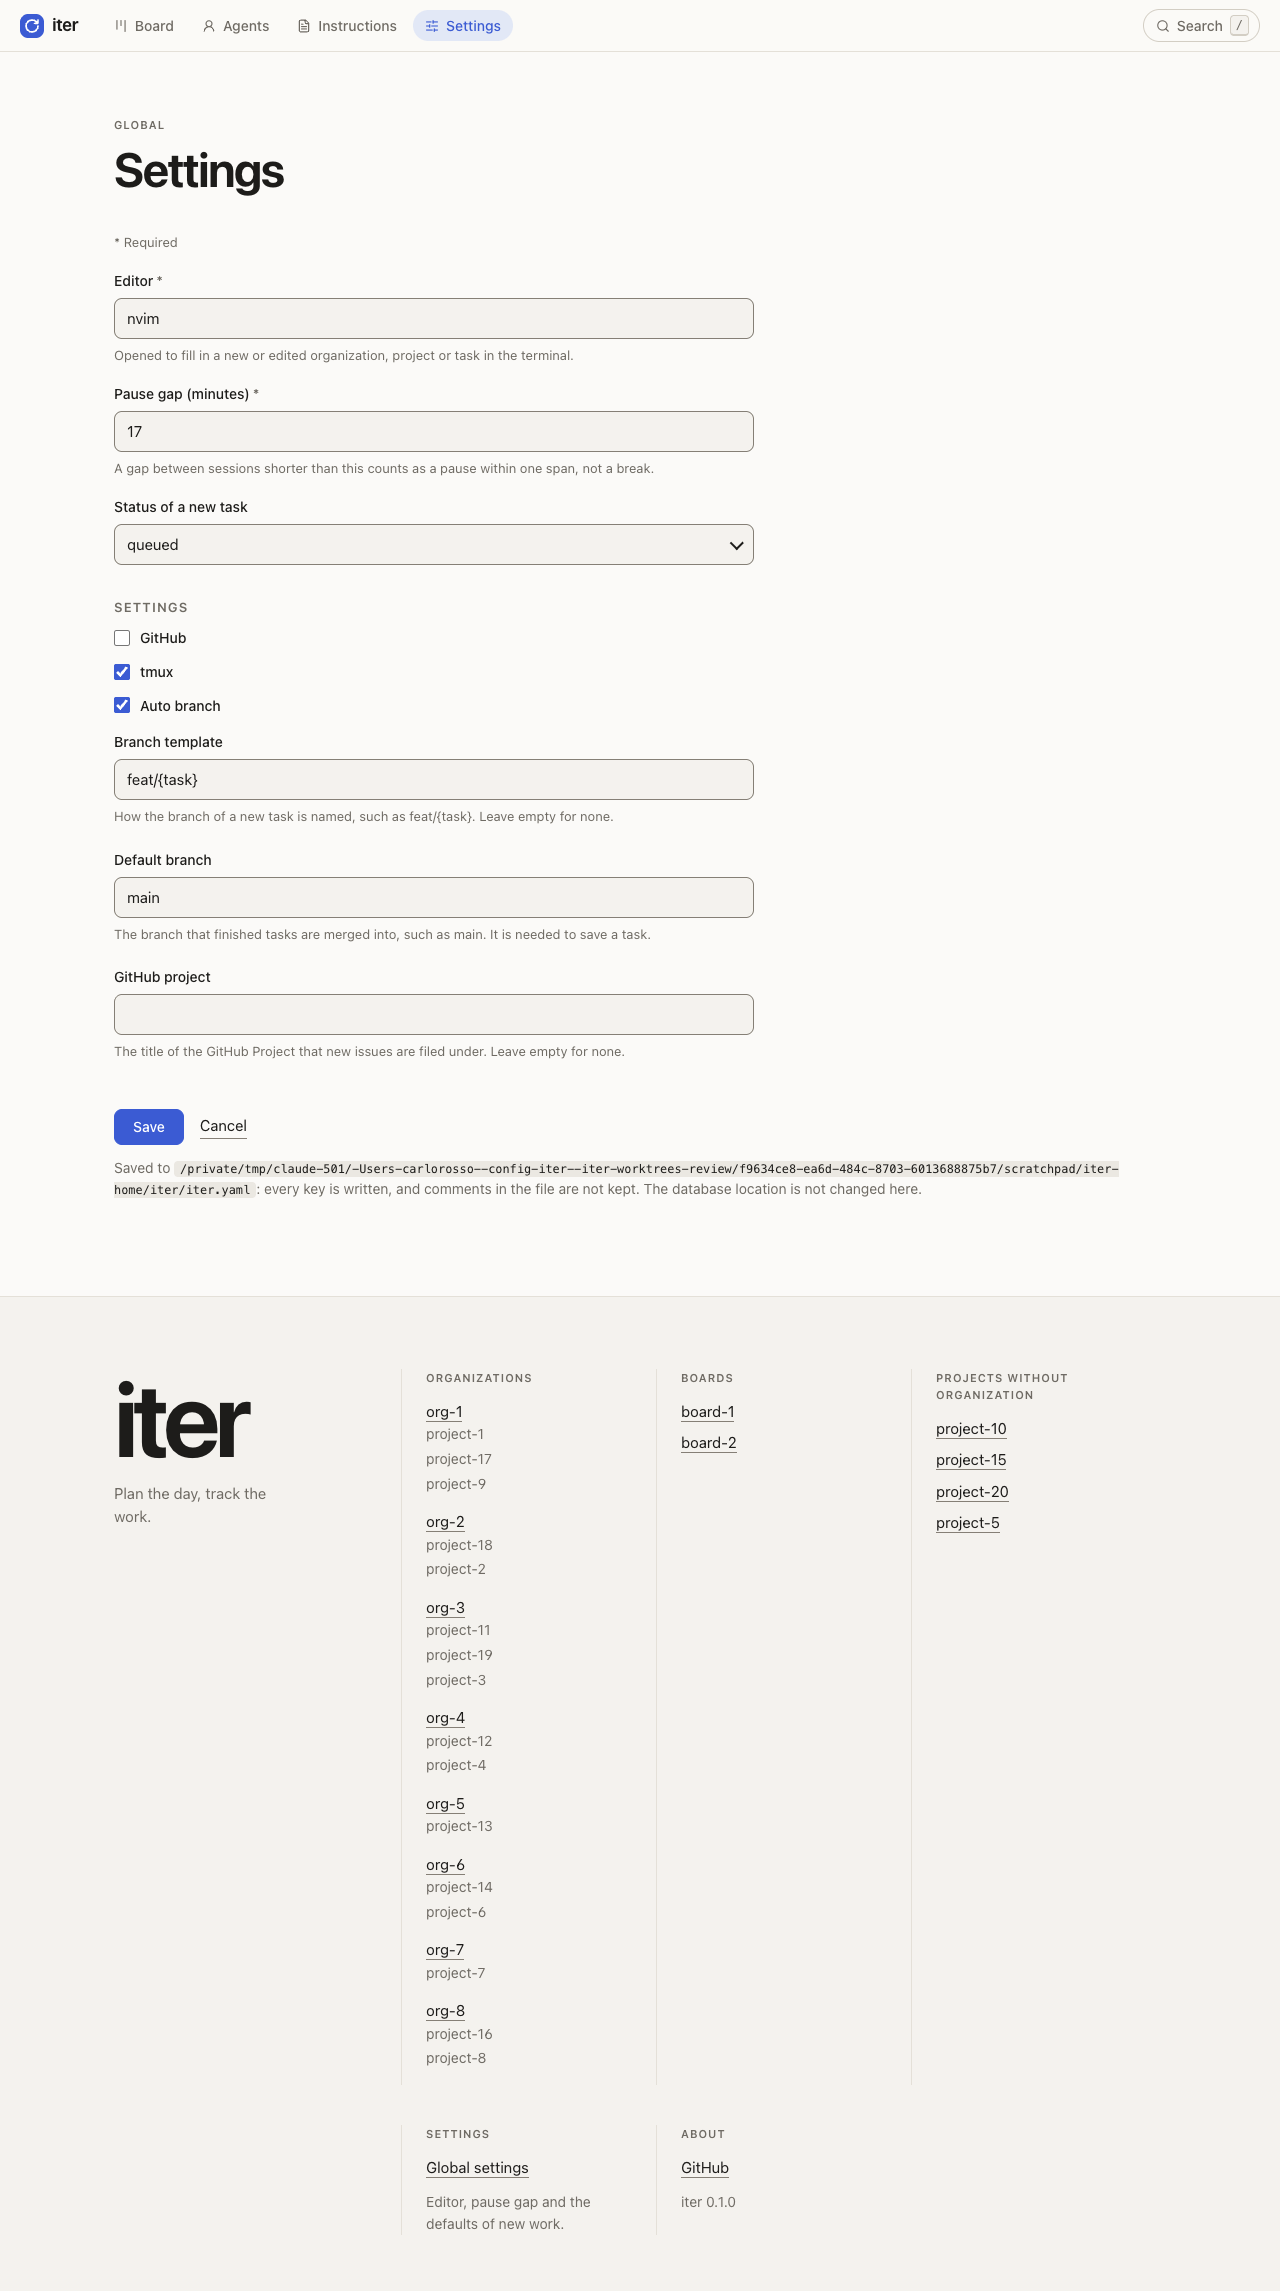 iter
Board
Agents
Instructions
Settings
Search /
GLOBAL
Settings
* Required
Editor *
nvim
Opened to fill in a new or edited organization, project or task in the terminal.
Pause gap (minutes) *
17
A gap between sessions shorter than this counts as a pause within one span, not a break.
Status of a new task
queued
SETTINGS
GitHub
tmux
Auto branch
Branch template
feat/{task}
How the branch of a new task is named, such as feat/{task}. Leave empty for none.
Default branch
main
The branch that finished tasks are merged into, such as main. It is needed to save a task.
GitHub project
The title of the GitHub Project that new issues are filed under. Leave empty for none.
Save
Cancel
Saved to /private/tmp/claude-501/-Users-carlorosso--config-iter--iter-worktrees-review/f9634ce8-ea6d-484c-8703-6013688875b7/scratchpad/iter-
home/iter/iter.yaml : every key is written, and comments in the file are not kept. The database location is not changed here.
iter
Plan the day, track the
work.
ORGANIZATIONS
org-1
project-1
project-17
project-9
org-2
project-18
project-2
org-3
project-11
project-19
project-3
org-4
project-12
project-4
org-5
project-13
org-6
project-14
project-6
org-7
project-7
org-8
project-16
project-8
BOARDS
board-1
board-2
PROJECTS WITHOUT
ORGANIZATION
project-10
project-15
project-20
project-5
SETTINGS
Global settings
Editor, pause gap and the
defaults of new work.
ABOUT
GitHub
iter 0.1.0